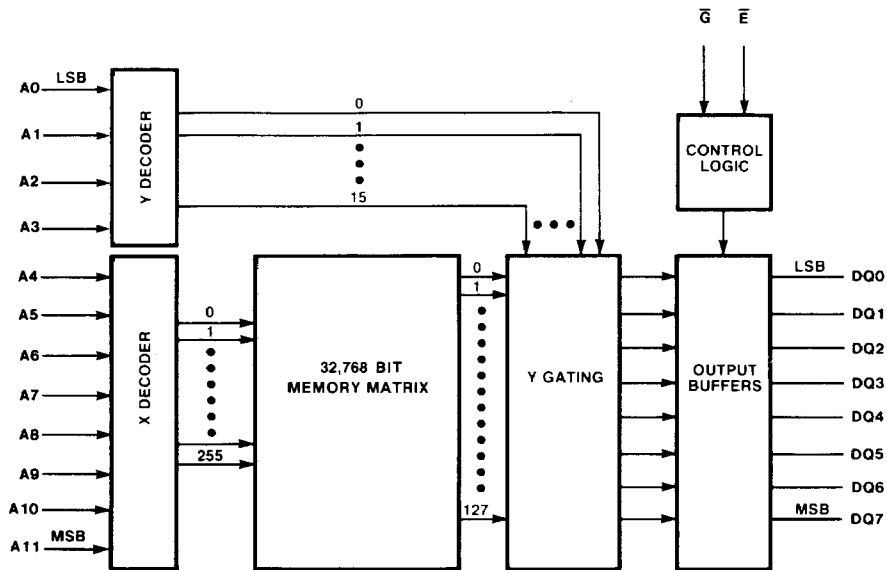 G E
A0 LSB
A1
A2
A3
Y DECODER
0
1
15
CONTROL
LOGIC
A4
A5
A6
A7
A8
A9
A10
A11 MSB
X DECODER
0
1
255
32,768 BIT
MEMORY MATRIX
0
1
127
Y GATING
OUTPUT
BUFFERS
LSB DQ0
DQ1
DQ2
DQ3
DQ4
DQ5
DQ6
MSB DQ7